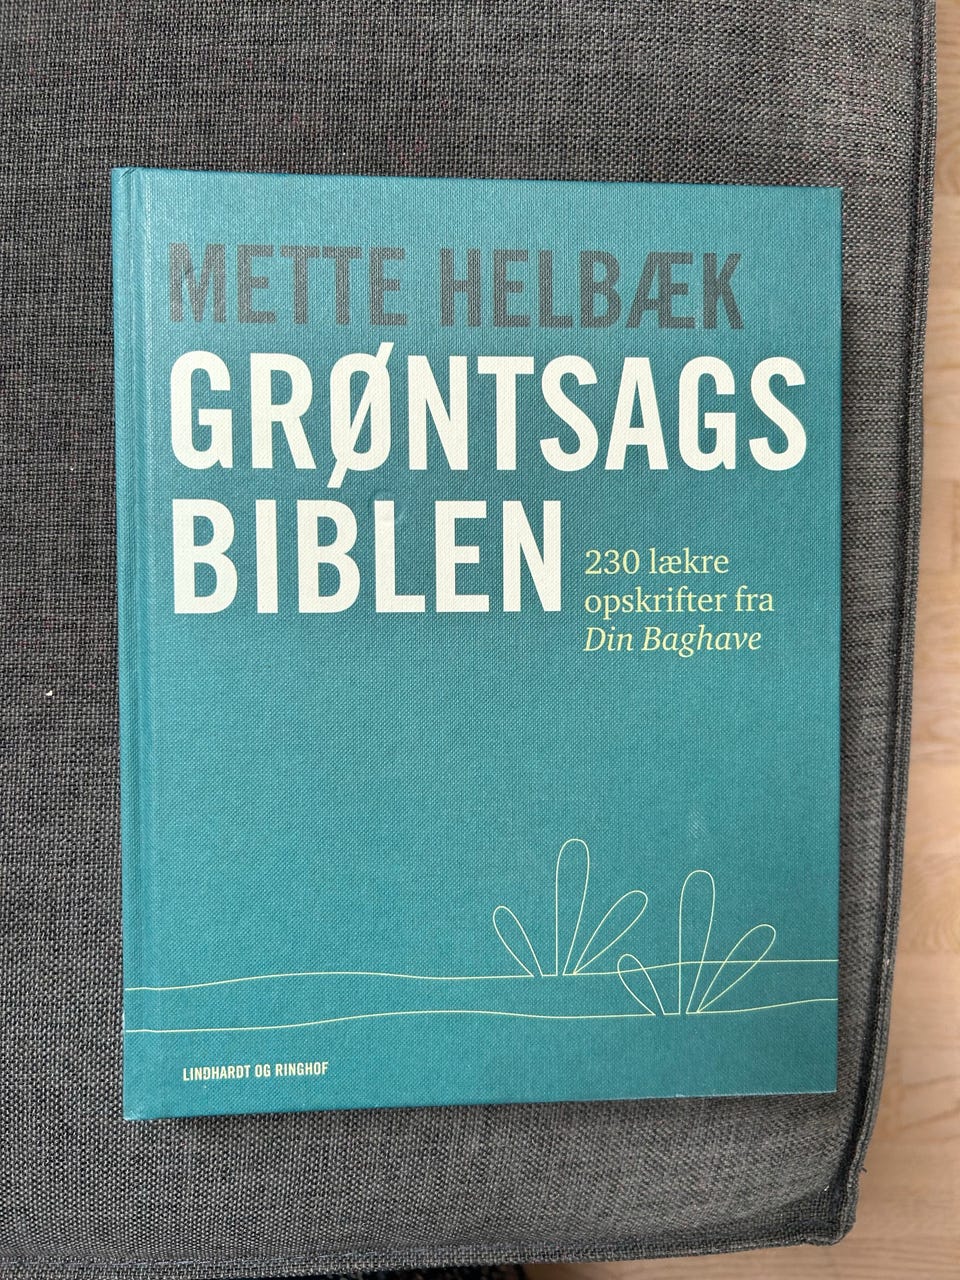 METTE HELBÆK
GRØNTSAGS
BIBLEN
230 lækre
opskrifter fra
Din Baghave
LINDHARDT OG RINGHOF